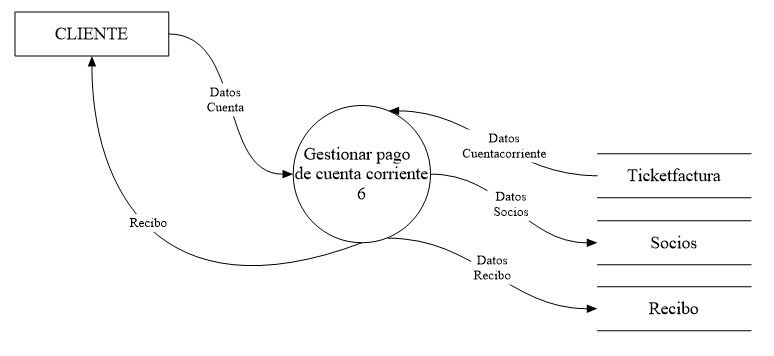 CLIENTE
Datos
Cuenta
Gestionar pago
de cuenta corriente
6
Datos
Cuentacorriente
Ticketfactura
Datos
Socios
Socios
Recibo
Datos
Recibo
Recibo